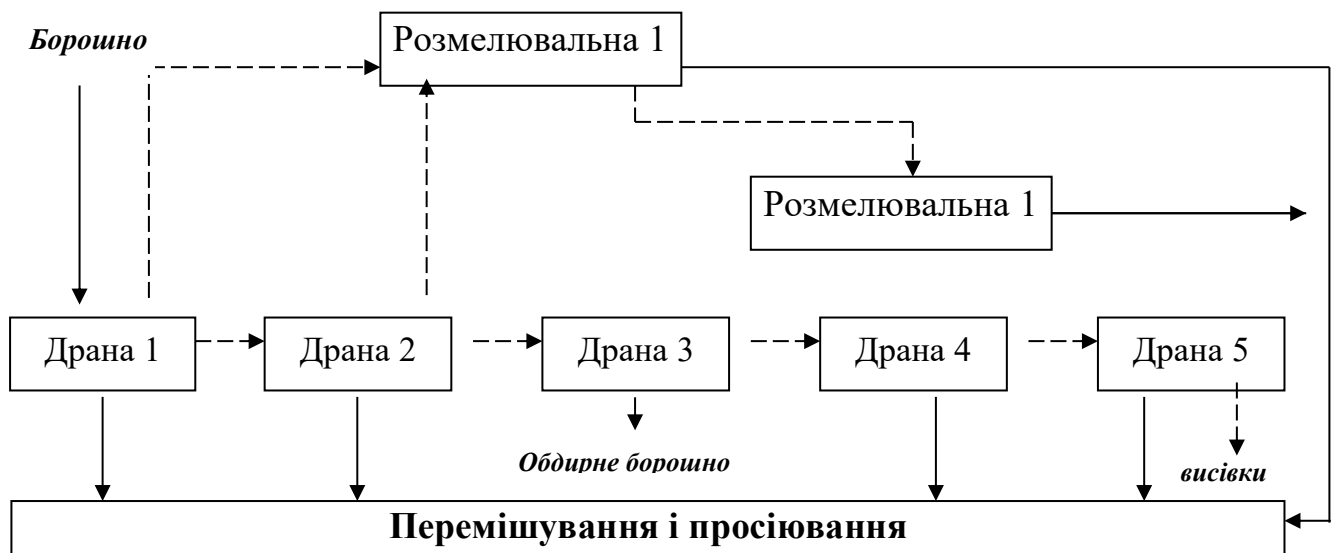 Борошно
Розмелювальна 1
Розмелювальна 1
Драна 1
Драна 2
Драна 3
Драна 4
Драна 5
Обдирне борошно
висівки
Перемішування і просіювання